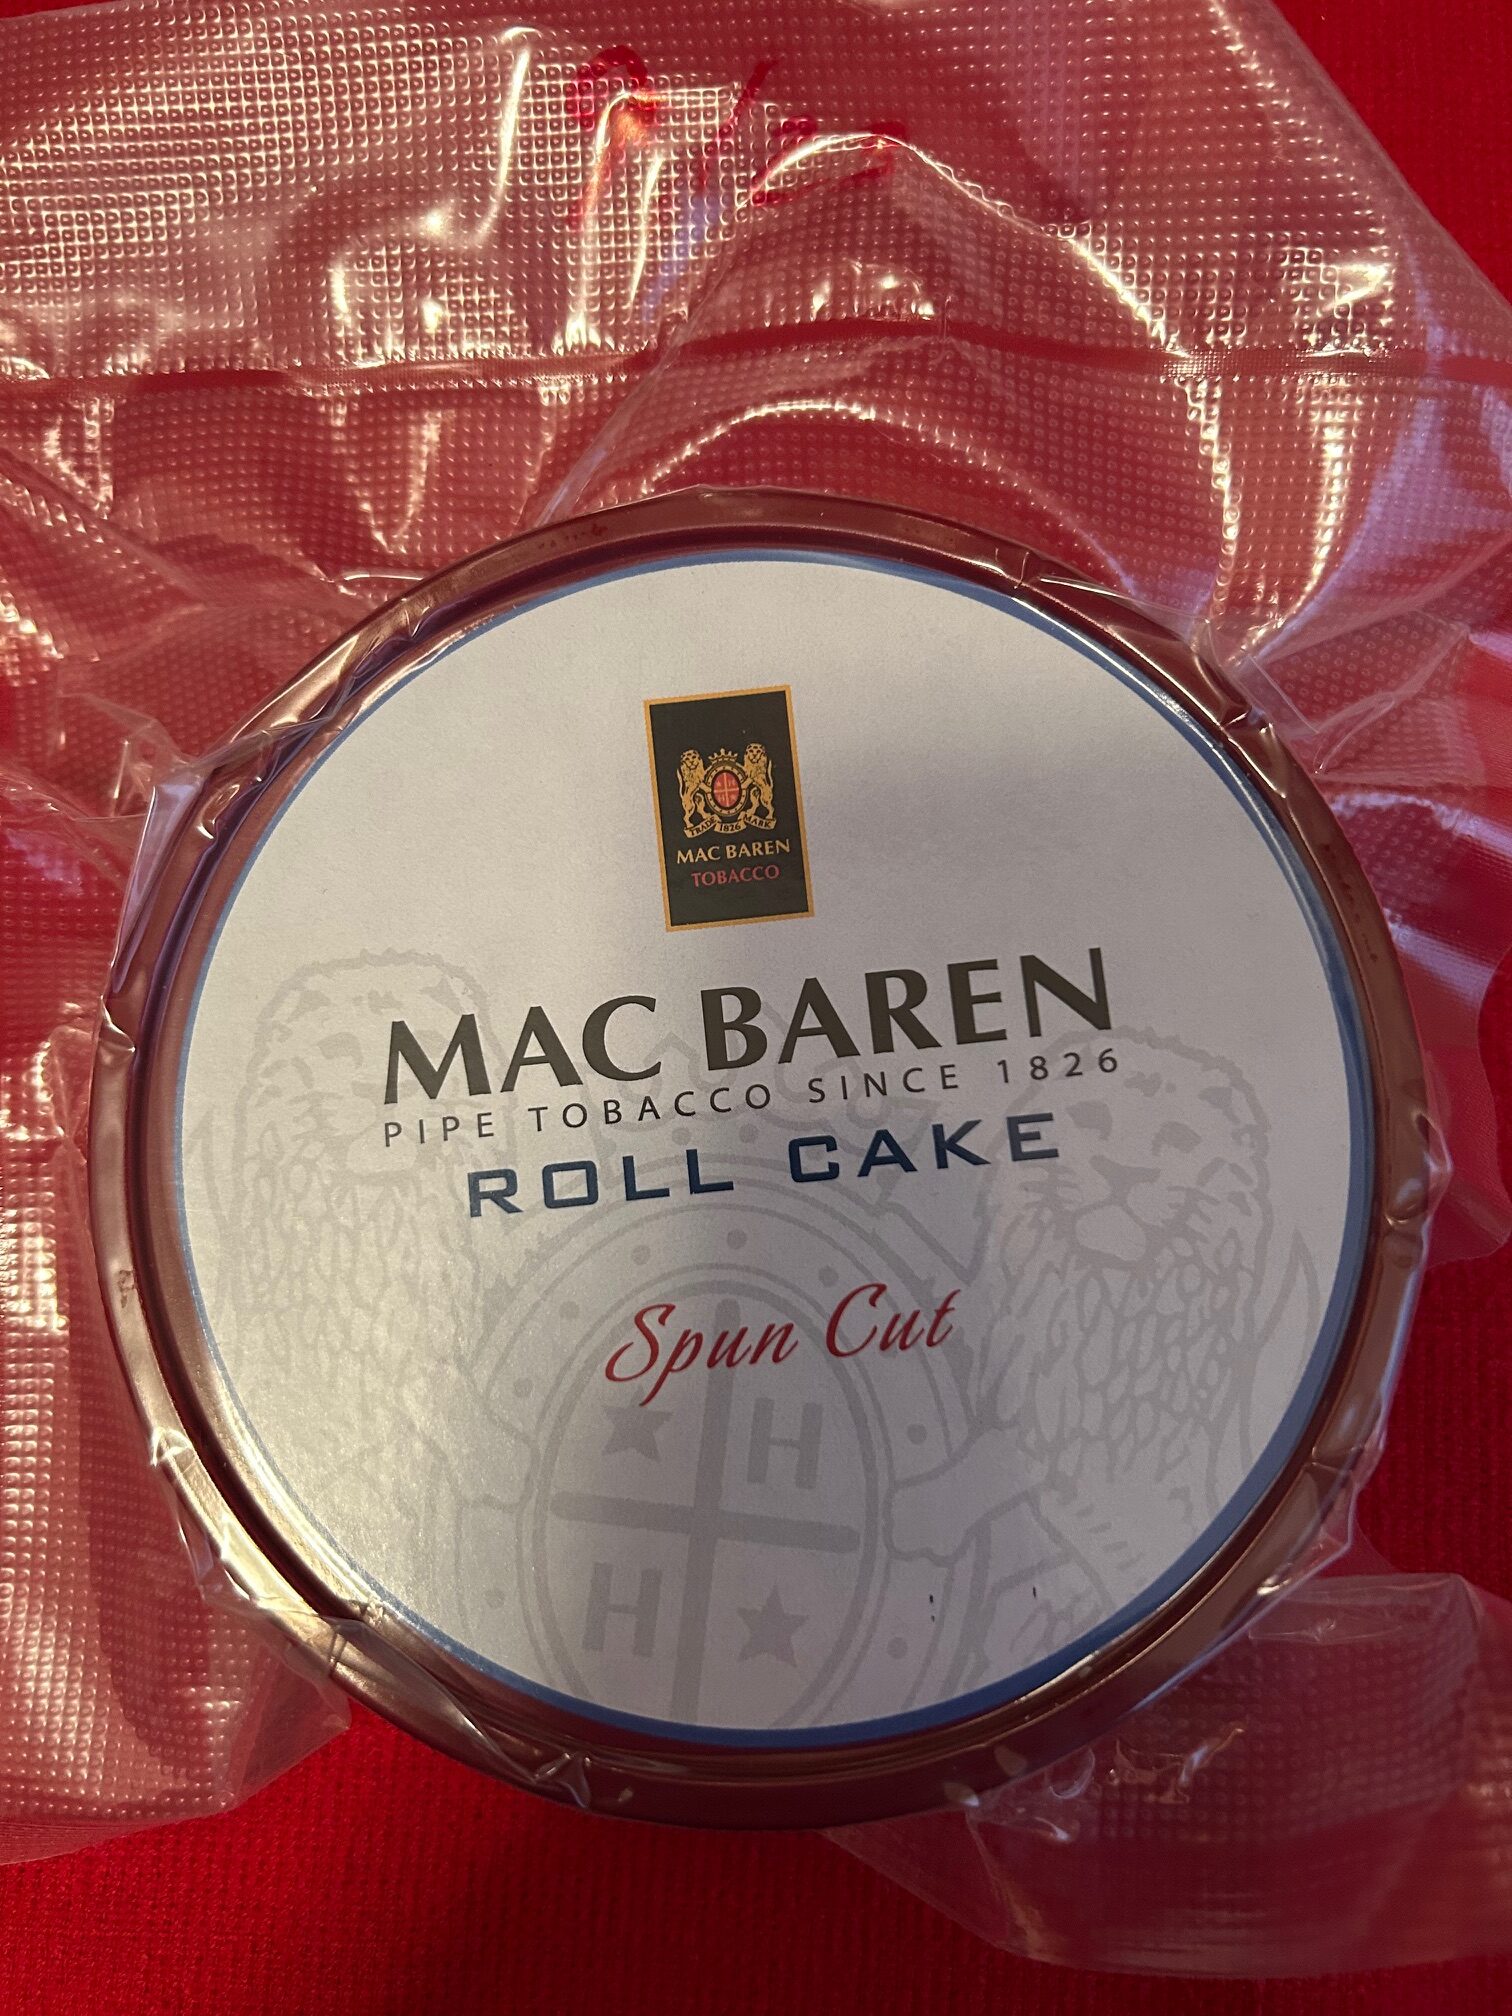 TRADE 1826 MARK
MAC BAREN
TOBACCO
MAC BAREN
PIPE TOBACCO SINCE 1826
ROLL CAKE
Spun Cut
H
H